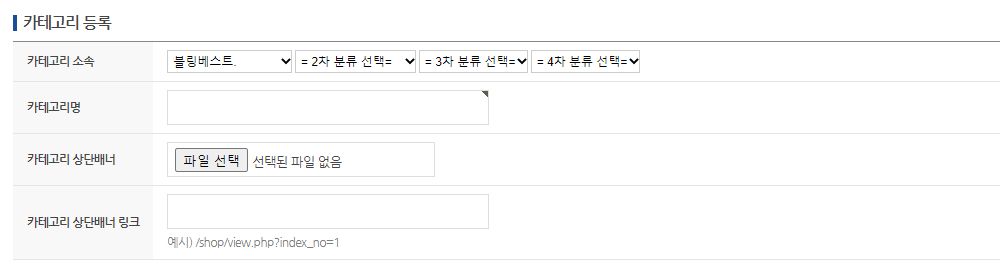 카테고리 등록
카테고리 소속 블링베스트. = 2차 분류 선택= = 3차 분류 선택= = 4차 분류 선택=
카테고리명
카테고리 상단배너 파일 선택 선택된 파일 없음
카테고리 상단배너 링크
예시) /shop/view.php?index_no=1